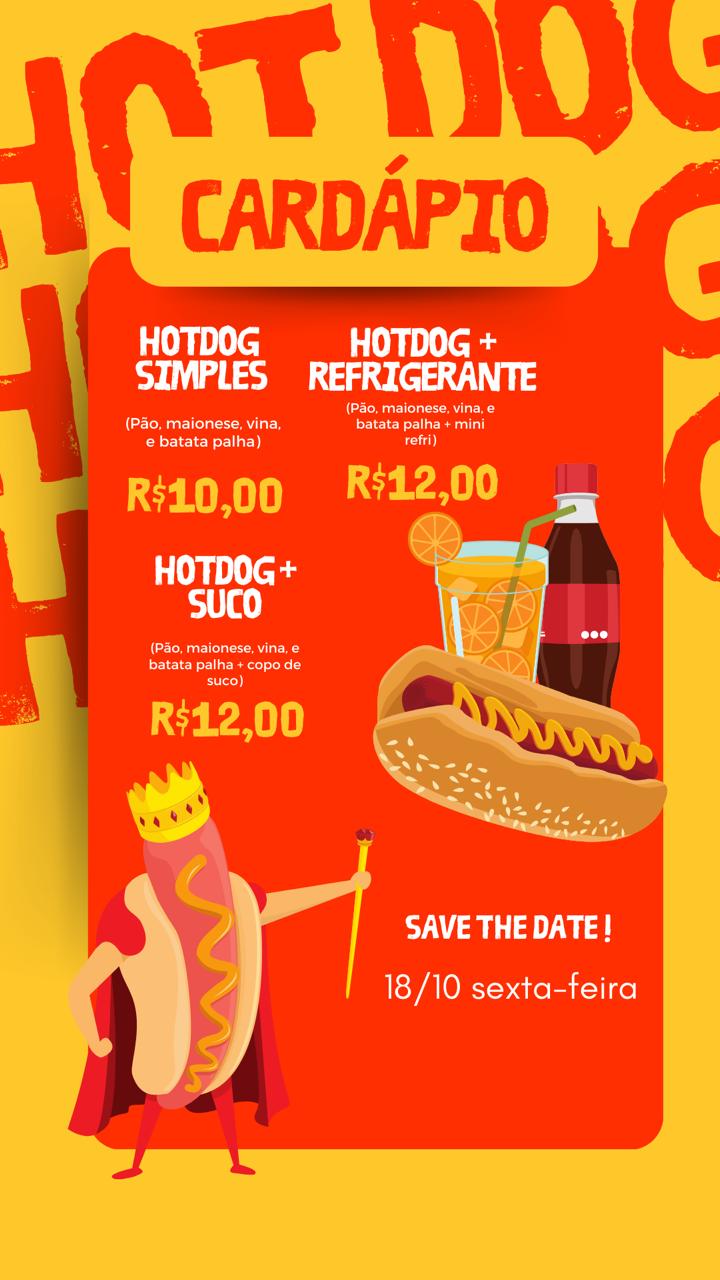 HOT DOG
CARDÁPIO
HOTDOG
SIMPLES
(Pão, maionese, vina,
e batata palha)
R$10,00
HOTDOG +
REFRIGERANTE
(Pão, maionese, vina, e
batata palha + mini
refri)
R$12,00
HOTDOG +
SUCO
(Pão, maionese, vina, e
batata palha + copo de
suco)
R$12,00
SAVE THE DATE !
18/10 sexta-feira